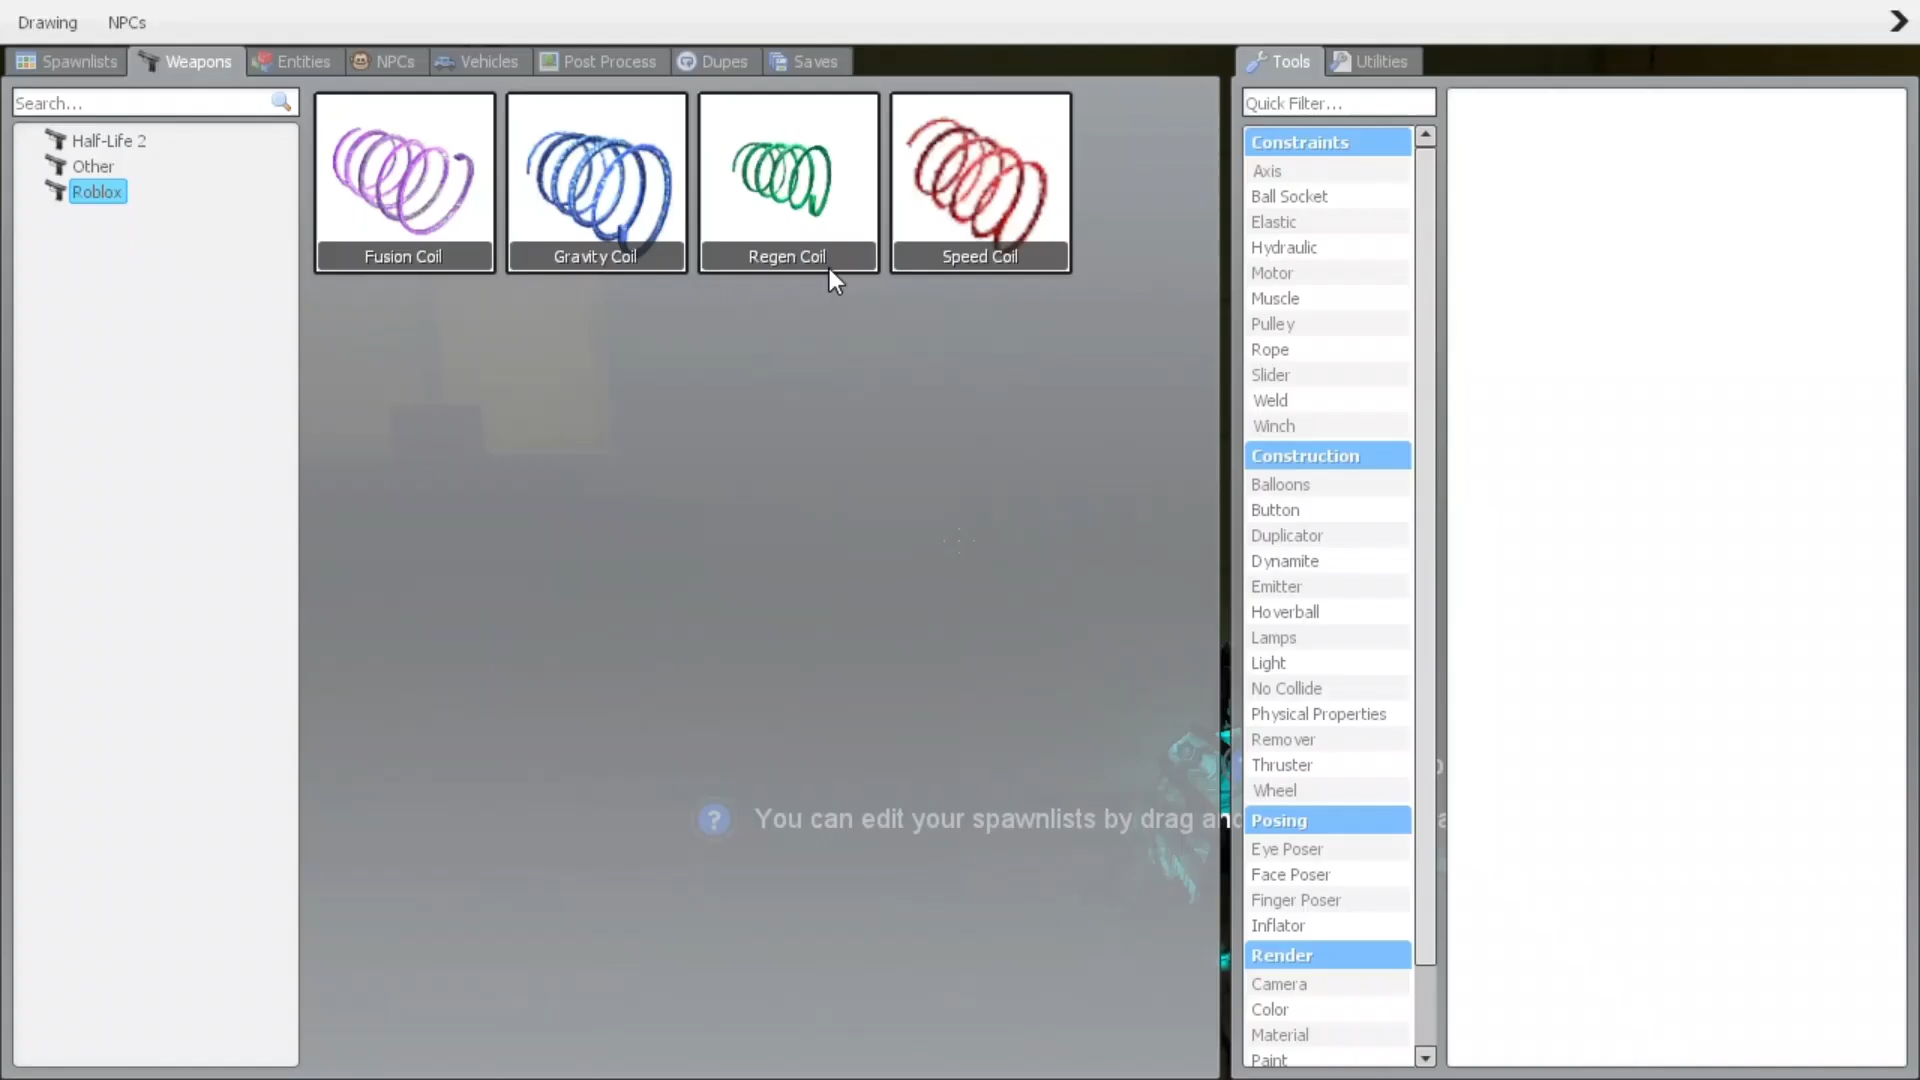 Drawing NPCs
Spawnlists Weapons Entities NPCs Vehicles Post Process Dupes Saves
Tools Utilities
Search...
Half-Life 2
Other
Roblox
Fusion Coil
Gravity Coil
Regen Coil
Speed Coil
You can edit your spawnlists by drag and
Quick Filter...
Constraints
Axis
Ball Socket
Elastic
Hydraulic
Motor
Muscle
Pulley
Rope
Slider
Weld
Winch
Construction
Balloons
Button
Duplicator
Dynamite
Emitter
Hoverball
Lamps
Light
No Collide
Physical Properties
Remover
Thruster
Wheel
Posing
Eye Poser
Face Poser
Finger Poser
Inflator
Render
Camera
Color
Material
Paint